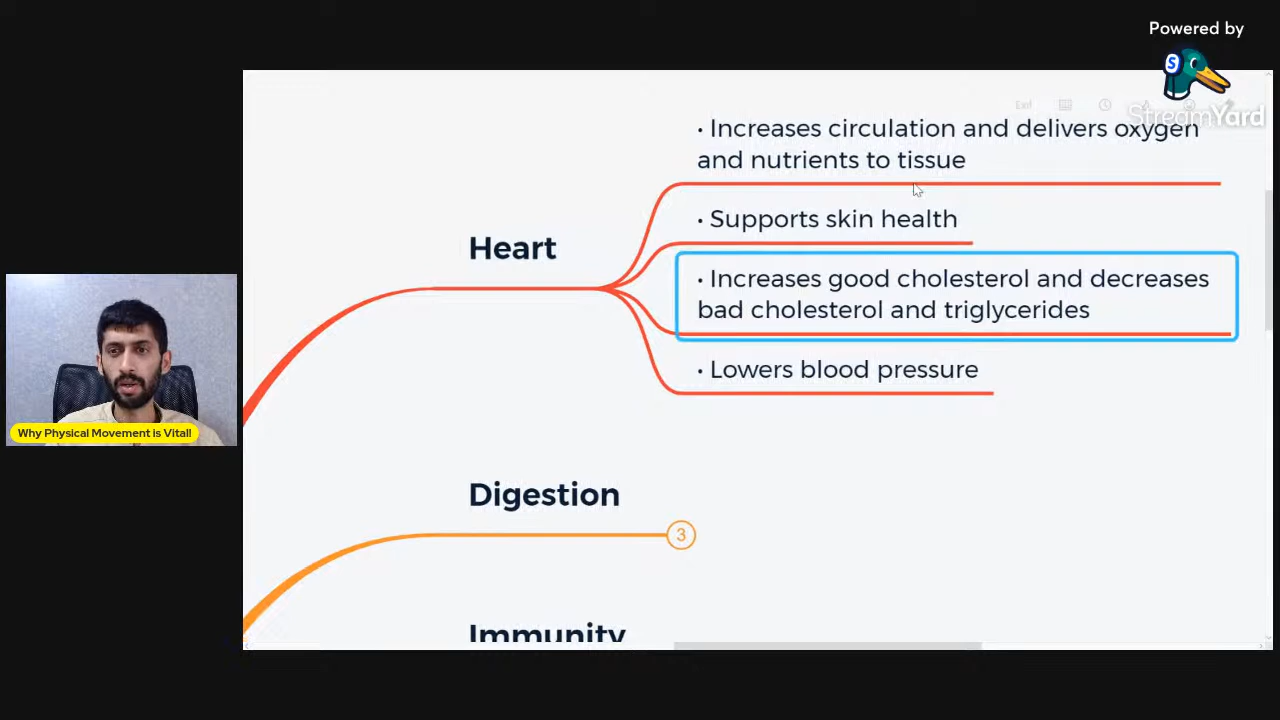 Powered by
StreamYard
Exit
• Increases circulation and delivers oxygen
and nutrients to tissue
• Supports skin health
Heart
• Increases good cholesterol and decreases
bad cholesterol and triglycerides
• Lowers blood pressure
Why Physical Movement is Vital!
Digestion
3
Immunity